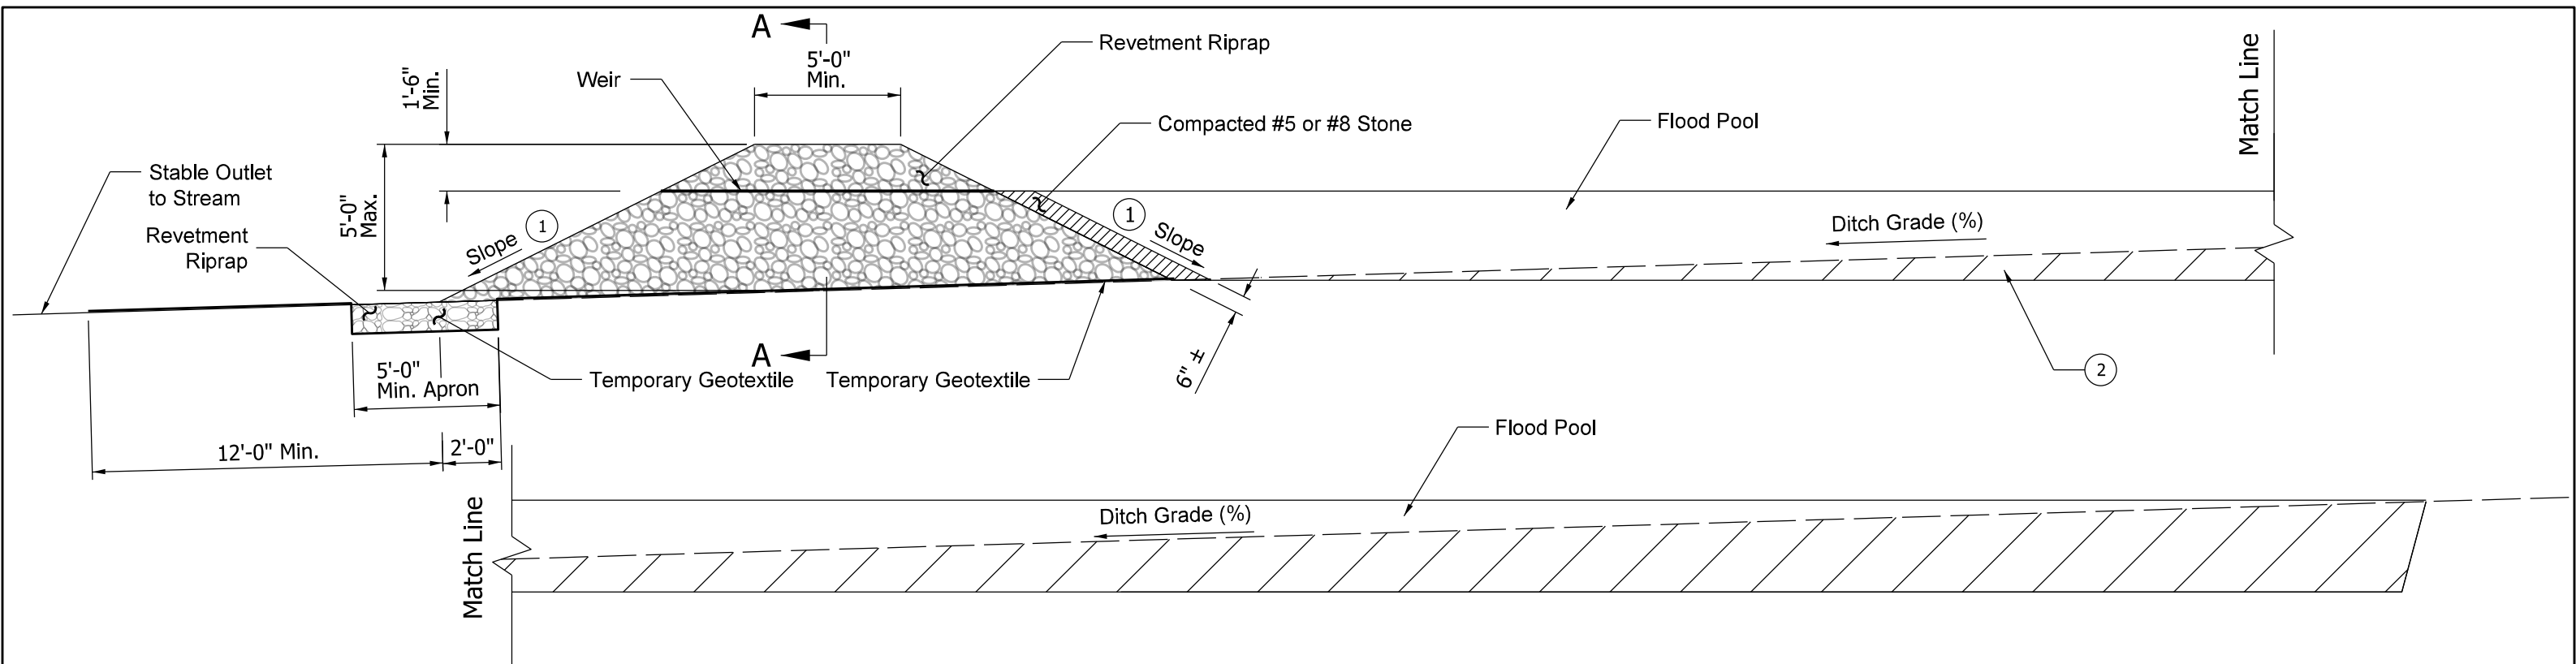 A
5'-0"
Min.
Revetment Riprap
Match Line
1'-6"
Min.
Weir
Compacted #5 or #8 Stone
Flood Pool
Stable Outlet
to Stream
5'-0"
Max.
Revetment
Riprap
Slope
1
1
Slope
Ditch Grade (%)
A
5'-0"
Min. Apron
Temporary Geotextile
Temporary Geotextile
6" ±
2
12'-0" Min.
2'-0"
Flood Pool
Match Line
Ditch Grade (%)